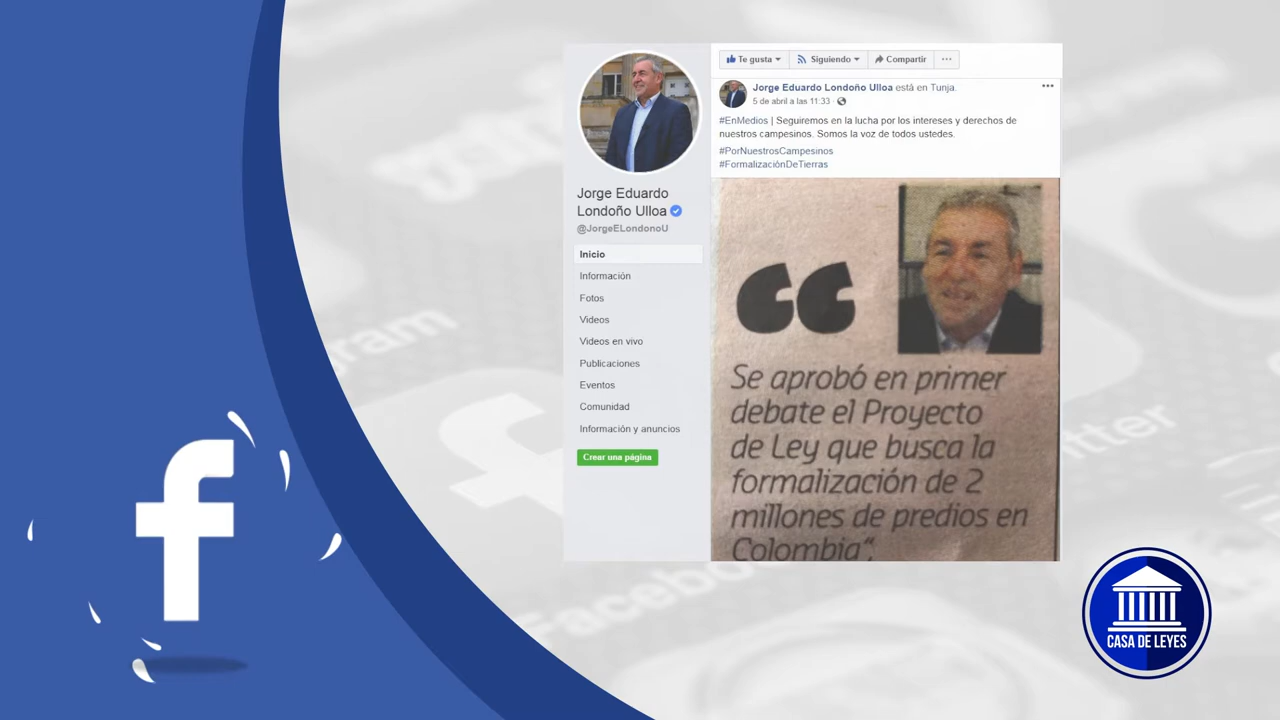 Te gusta Siguiendo Compartir ...
Jorge Eduardo Londoño Ulloa está en Tunja.
5 de abril a las 11:33 ·
#EnMedios | Seguiremos en la lucha por los intereses y derechos de
nuestros campesinos. Somos la voz de todos ustedes.
#PorNuestrosCampesinos
#FormalizaciónDeTierras
Jorge Eduardo
Londoño Ulloa
@JorgeELondonoU
Inicio
Información
Fotos
Videos
Videos en vivo
Publicaciones
Eventos
Comunidad
Información y anuncios
Crear una página
“
Se aprobó en primer
debate el Proyecto
de Ley que busca la
formalización de 2
millones de predios en
Colombia“.
gram
Facebook
CASA DE LEYES